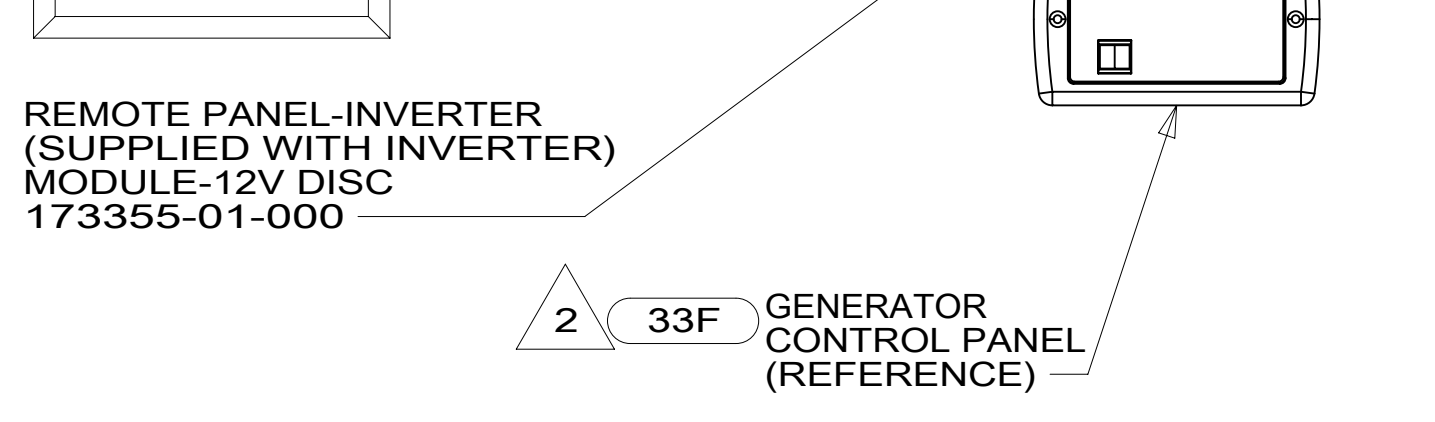 REMOTE PANEL-INVERTER
(SUPPLIED WITH INVERTER)
MODULE-12V DISC
173355-01-000
2
33F
GENERATOR
CONTROL PANEL
(REFERENCE)